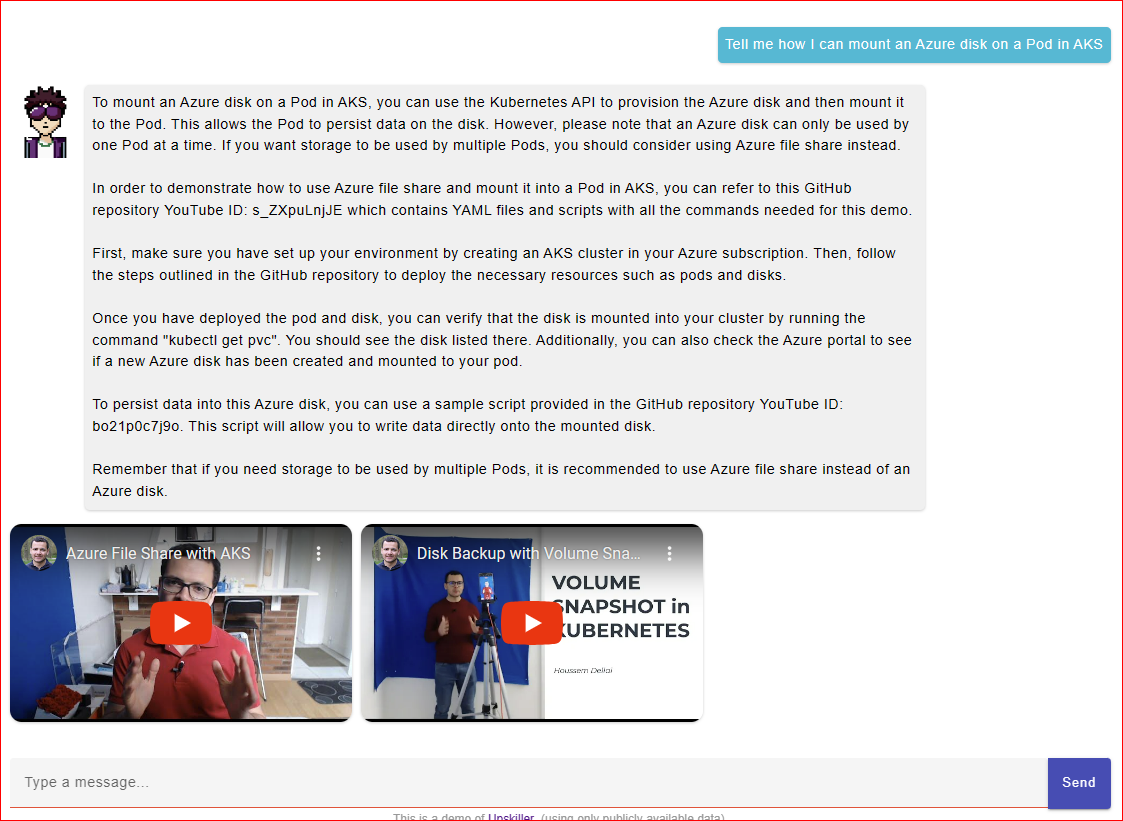 Tell me how I can mount an Azure disk on a Pod in AKS
To mount an Azure disk on a Pod in AKS, you can use the Kubernetes API to provision the Azure disk and then mount it
to the Pod. This allows the Pod to persist data on the disk. However, please note that an Azure disk can only be used by
one Pod at a time. If you want storage to be used by multiple Pods, you should consider using Azure file share instead.
In order to demonstrate how to use Azure file share and mount it into a Pod in AKS, you can refer to this GitHub
repository YouTube ID: s_ZXpuLnjJE which contains YAML files and scripts with all the commands needed for this demo.
First, make sure you have set up your environment by creating an AKS cluster in your Azure subscription. Then, follow
the steps outlined in the GitHub repository to deploy the necessary resources such as pods and disks.
Once you have deployed the pod and disk, you can verify that the disk is mounted into your cluster by running the
command "kubectl get pvc". You should see the disk listed there. Additionally, you can also check the Azure portal to see
if a new Azure disk has been created and mounted to your pod.
To persist data into this Azure disk, you can use a sample script provided in the GitHub repository YouTube ID:
bo21p0c7j9o. This script will allow you to write data directly onto the mounted disk.
Remember that if you need storage to be used by multiple Pods, it is recommended to use Azure file share instead of an
Azure disk.
Azure File Share with AKS
Disk Backup with Volume Sna...
VOLUME
SNAPSHOT in
KUBERNETES
Houssem Dellai
Type a message...
Send
This is a demo of Upskiller. (using only publicly available data)